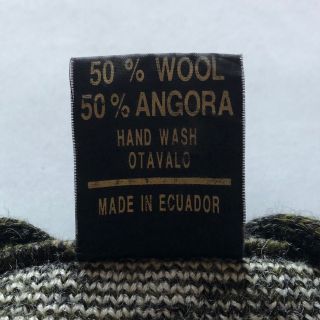 50 % WOOL
50 % ANGORA
HAND WASH
OTAVALO
MADE IN ECUADOR